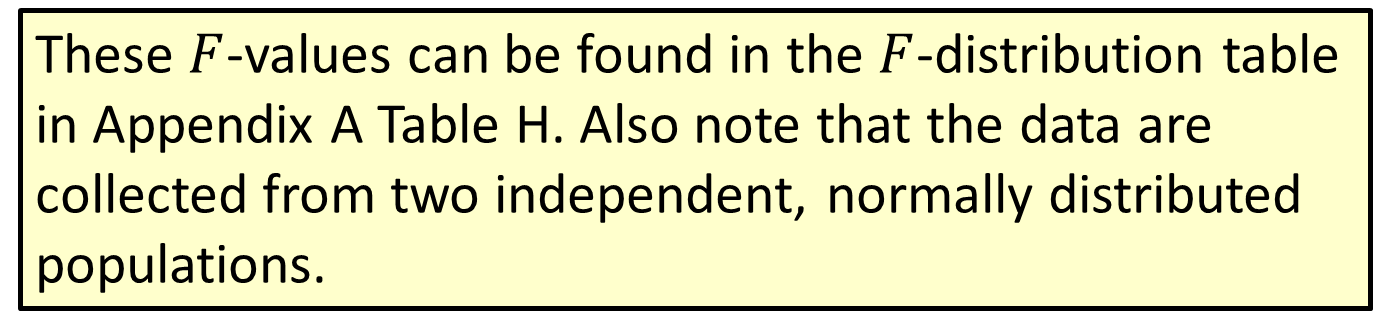 These F-values can be found in the F-distribution table
in Appendix A Table H. Also note that the data are
collected from two independent, normally distributed
populations.